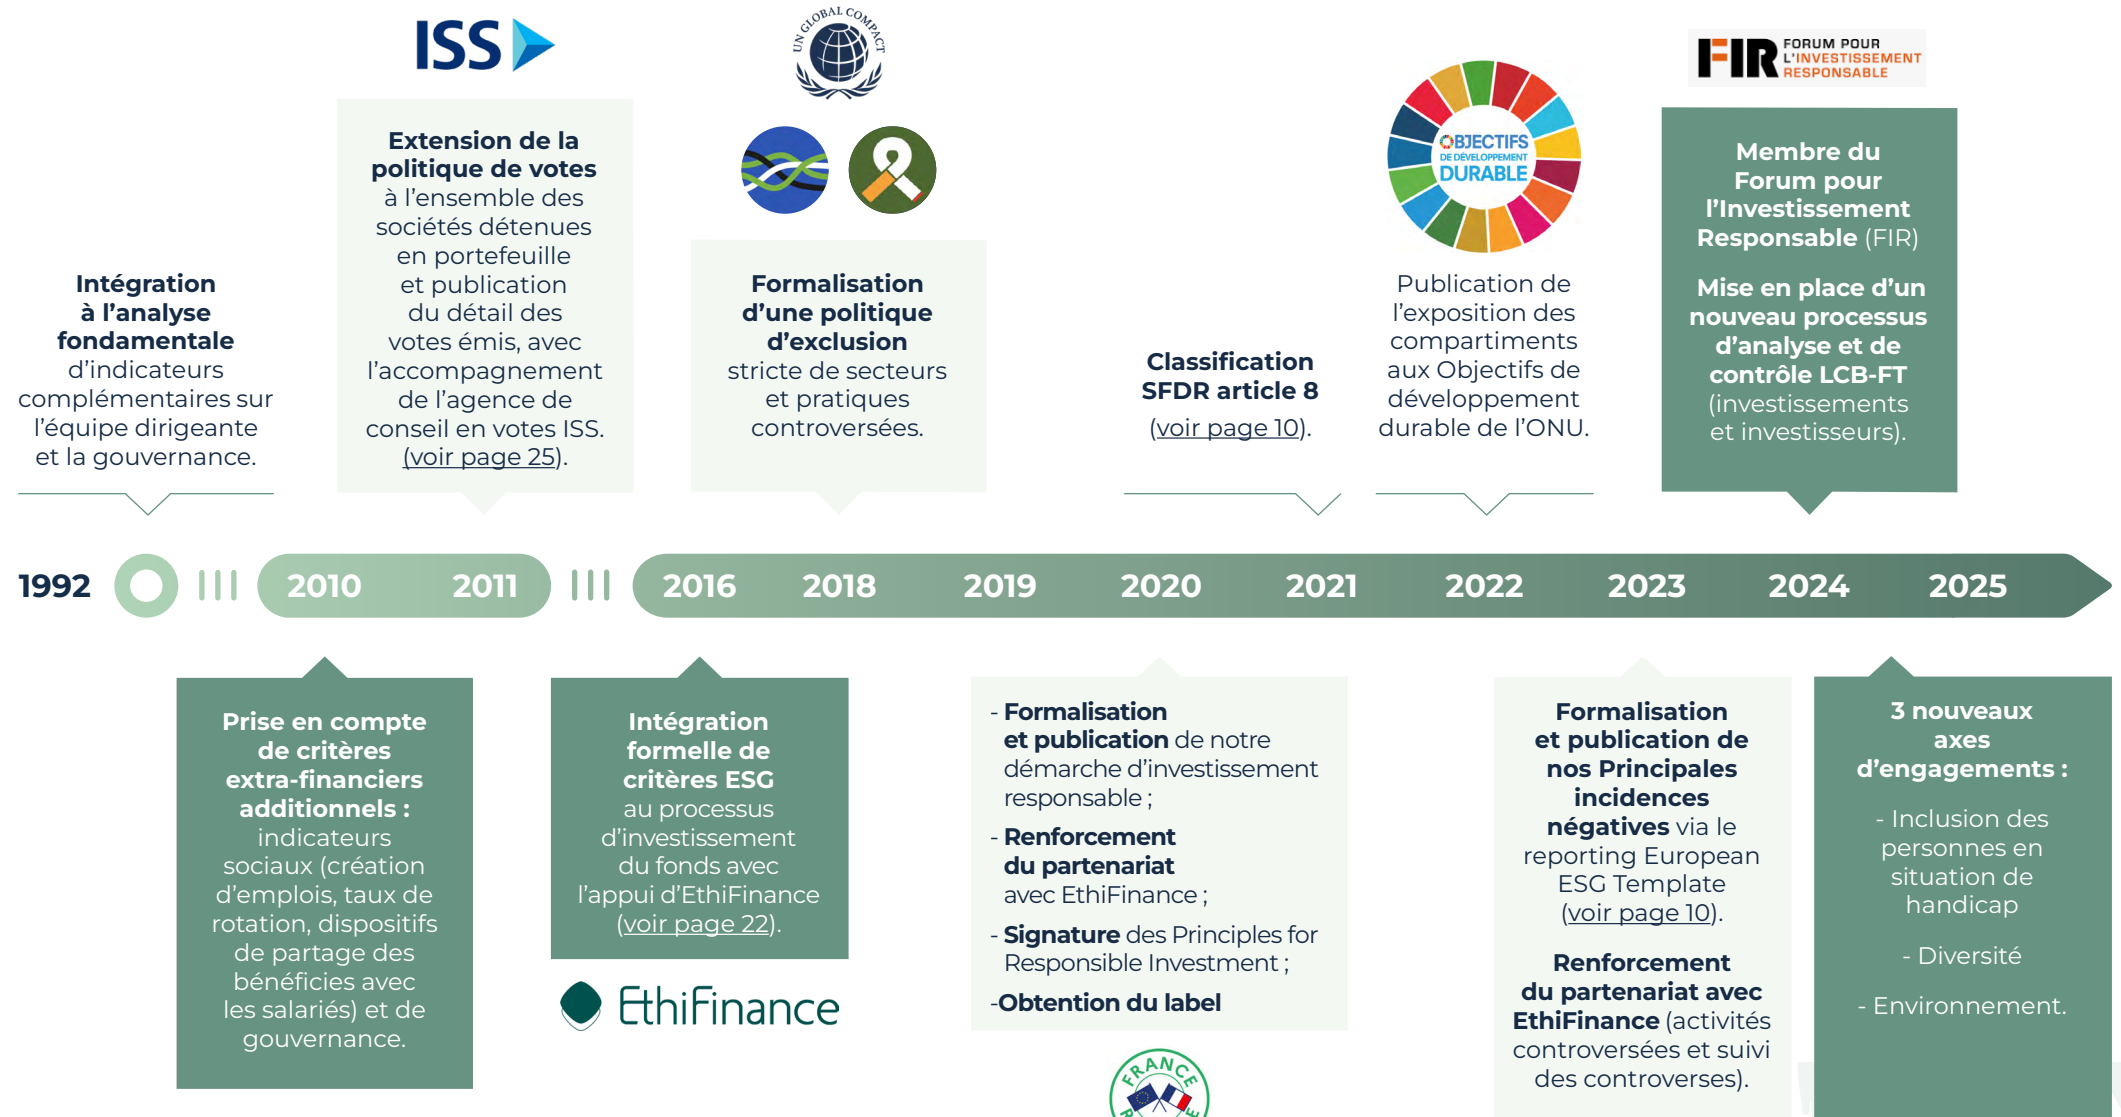 ISS
UN GLOBAL COMPACT
FIR FORUM POUR
L'INVESTISSEMENT
RESPONSABLE
OBJECTIFS
DE DÉVELOPPEMENT
DURABLE
Intégration
à l'analyse
fondamentale
d'indicateurs
complémentaires sur
l'équipe dirigeante
et la gouvernance.
Extension de la
politique de votes
à l'ensemble des
sociétés détenues
en portefeuille
et publication
du détail des
votes émis, avec
l'accompagnement
de l'agence de
conseil en votes ISS.
(voir page 25).
Formalisation
d'une politique
d'exclusion
stricte de secteurs
et pratiques
controversées.
Classification
SFDR article 8
(voir page 10).
Publication de
l'exposition des
compartiments
aux Objectifs de
développement
durable de l'ONU.
Membre du
Forum pour
l'Investissement
Responsable (FIR)
Mise en place d'un
nouveau processus
d'analyse et de
contrôle LCB-FT
(investissements
et investisseurs).
1992 2010 2011 2016 2018 2019 2020 2021 2022 2023 2024 2025
Prise en compte
de critères
extra-financiers
additionnels :
indicateurs
sociaux (création
d'emplois, taux de
rotation, dispositifs
de partage des
bénéficies avec
les salariés) et de
gouvernance.
Intégration
formelle de
critères ESG
au processus
d'investissement
du fonds avec
l'appui d'EthiFinance
(voir page 22).
EthiFinance
- Formalisation
et publication de notre
démarche d'investissement
responsable ;
- Renforcement
du partenariat
avec EthiFinance ;
- Signature des Principles for
Responsible Investment ;
-Obtention du label
FRANCE
Formalisation
et publication de
nos Principales
incidences
négatives via le
reporting European
ESG Template
(voir page 10).
Renforcement
du partenariat avec
EthiFinance (activités
controversées et suivi
des controverses).
3 nouveaux
axes
d'engagements :
- Inclusion des
personnes en
situation de
handicap
- Diversité
- Environnement.